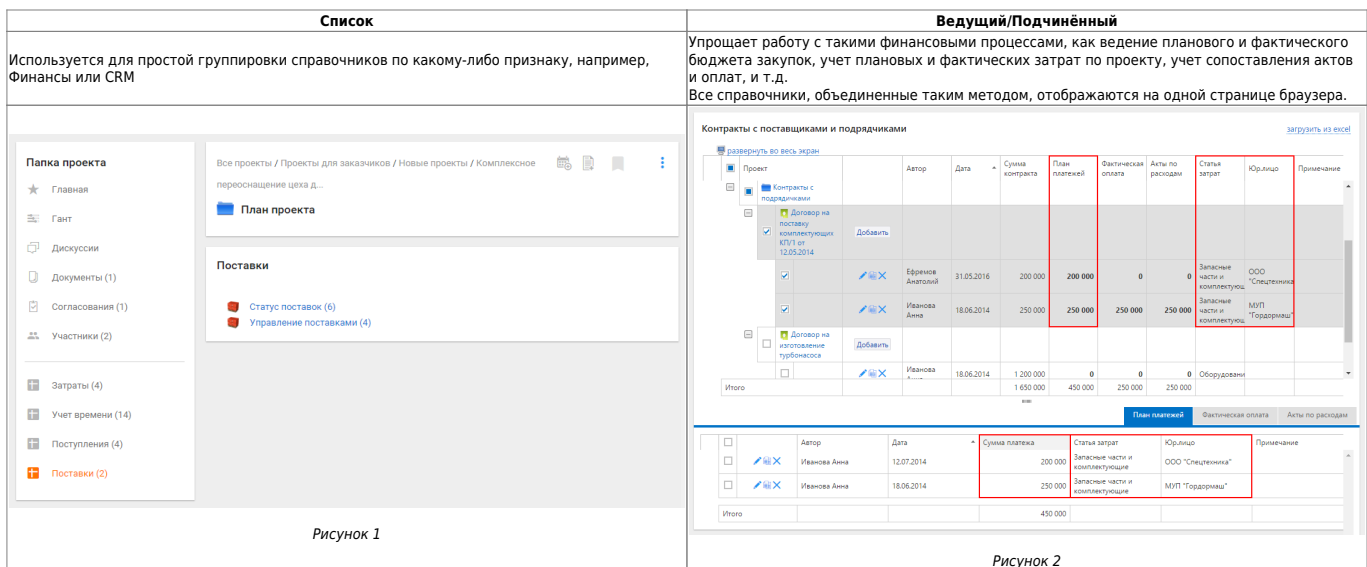 Список
Ведущий/Подчинённый
Используется для простой группировки справочников по какому-либо признаку, например,
Финансы или CRM
Упрощает работу с такими финансовыми процессами, как ведение планового и фактического
бюджета закупок, учет плановых и фактических затрат по проекту, учет сопоставления актов
и оплат, и т.д.
Все справочники, объединенные таким методом, отображаются на одной странице браузера.
Папка проекта
Главная
Гант
Дискуссии
Документы (1)
Согласования (1)
Участники (2)
Затраты (4)
Учет времени (14)
Поступления (4)
Поставки (2)
Все проекты / Проекты для заказчиков / Новые проекты / Комплексное
переоснащение цеха д...
План проекта
Поставки
Статус поставок (6)
Управление поставками (4)
Рисунок 1
Контракты с поставщиками и подрядчиками
загрузить из excel
развернуть во весь экран
Проект Автор Дата Сумма контракта План платежей Фактическая оплата Акты по расходам Статья затрат Юр.лицо Примечание
Контракты с
подрядчиками
Договор на
поставку
комплектующих
КП/1 от
12.05.2014
Добавить
Ефремов Анатолий 31.05.2016 200 000 200 000 0 0 Запасные части и комплектующ ООО "Спецтехника
Иванова Анна 18.06.2014 250 000 250 000 250 000 250 000 Запасные части и комплектующ МУП "Гордормаш"
Договор на
изготовление
турбонасоса
Добавить
Иванова 18.06.2014 1 200 000 0 0 0 Оборудовани
Итого 1 650 000 450 000 250 000 250 000
План платежей Фактическая оплата Акты по расходам
Автор Дата Сумма платежа Статья затрат Юр.лицо Примечание
Иванова Анна 12.07.2014 200 000 Запасные части и комплектующие ООО "Спецтехника"
Иванова Анна 18.06.2014 250 000 Запасные части и комплектующие МУП "Гордормаш"
Итого 450 000
Рисунок 2